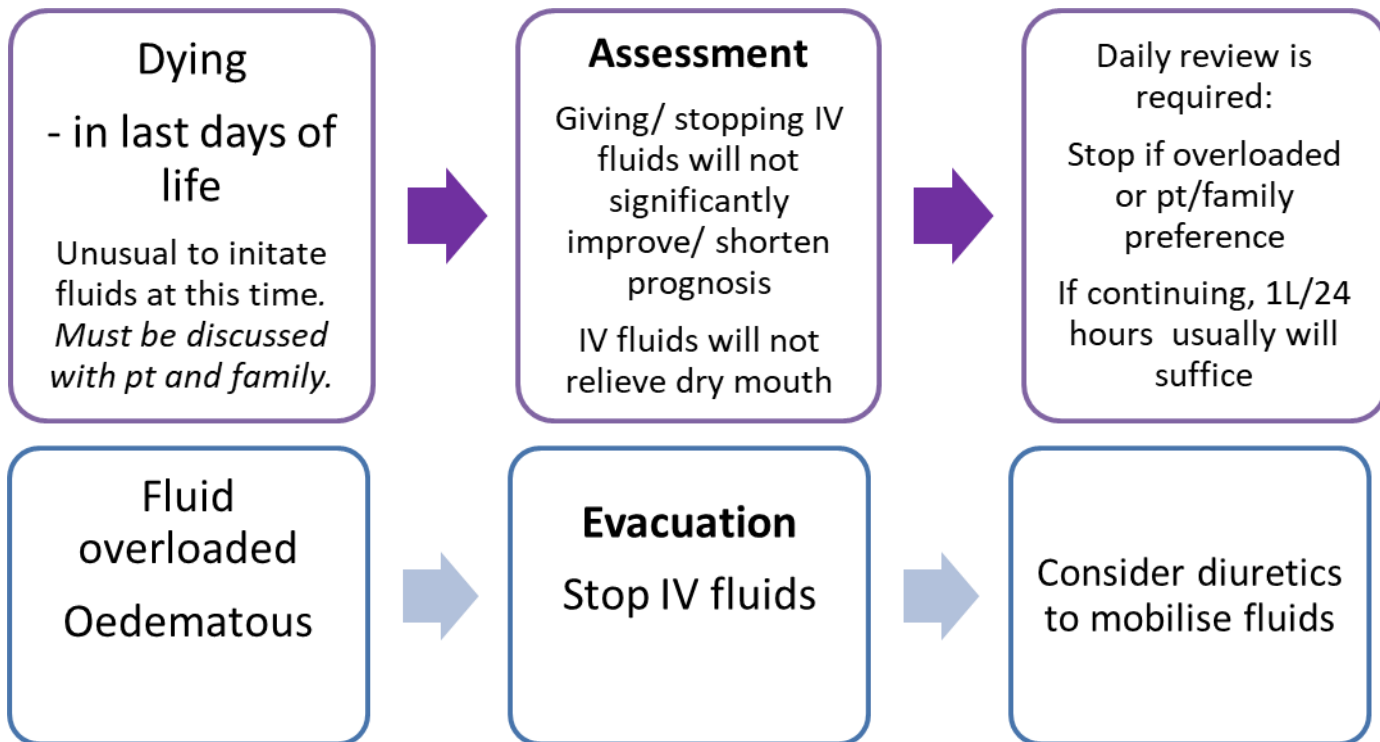 Dying
- in last days of
life
Unusual to initate
fluids at this time.
Must be discussed
with pt and family.
Assessment
Giving/ stopping IV
fluids will not
significantly
improve/ shorten
prognosis
IV fluids will not
relieve dry mouth
Daily review is
required:
Stop if overloaded
or pt/family
preference
If continuing, 1L/24
hours usually will
suffice
Fluid
overloaded
Oedematous
Evacuation
Stop IV fluids
Consider diuretics
to mobilise fluids